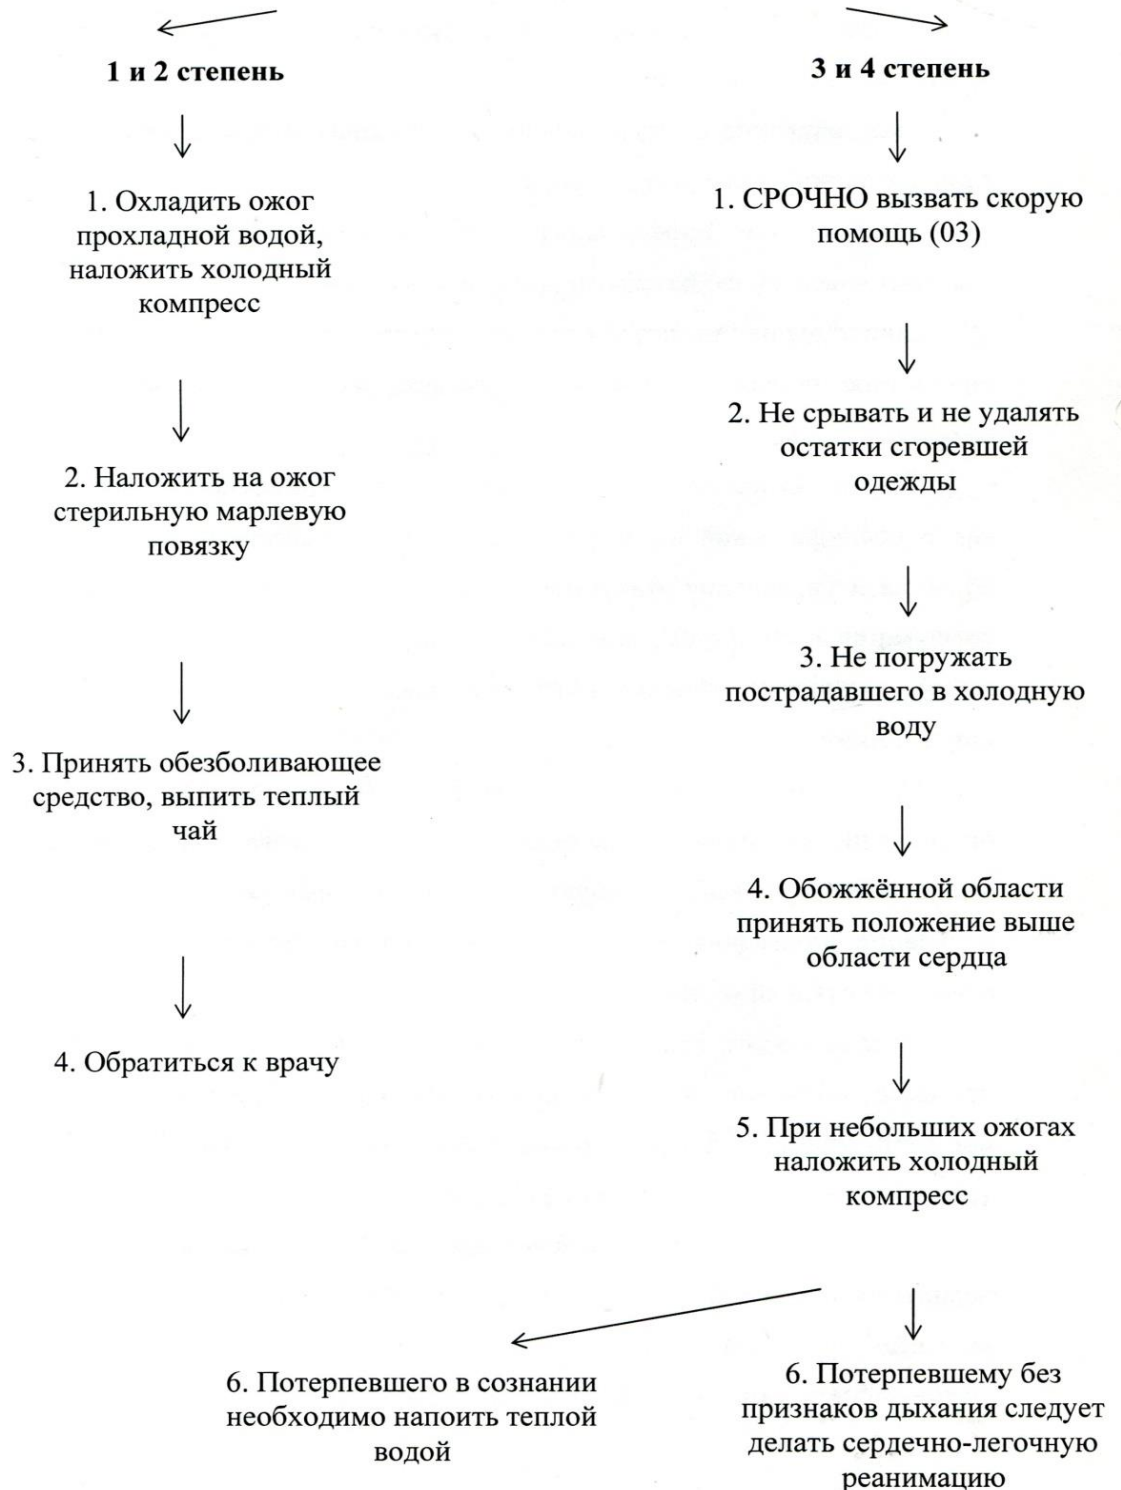 1 и 2 степень
1. Охладить ожог
прохладной водой,
наложить холодный
компресс
2. Наложить на ожог
стерильную марлевую
повязку
3. Принять обезболивающее
средство, выпить теплый
чай
4. Обратиться к врачу
3 и 4 степень
1. СРОЧНО вызвать скорую
помощь (03)
2. Не срывать и не удалять
остатки сгоревшей
одежды
3. Не погружать
пострадавшего в холодную
воду
4. Обожжённой области
принять положение выше
области сердца
5. При небольших ожогах
наложить холодный
компресс
6. Потерпевшего в сознании
необходимо напоить теплой
водой
6. Потерпевшему без
признаков дыхания следует
делать сердечно-легочную
реанимацию